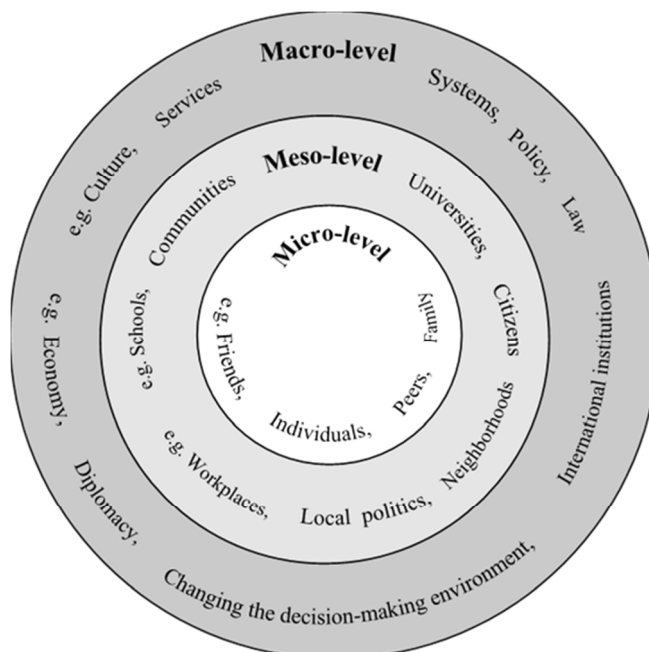 Macro-level
e.g. Culture, Services
Systems, Policy, Law
e.g. Economy, Diplomacy, Changing the decision-making environment, International institutions
Meso-level
e.g. Schools, Communities
Universities, Citizens
e.g. Workplaces, Local politics, Neighborhoods
Micro-level
e.g. Friends, Individuals, Peers, Family